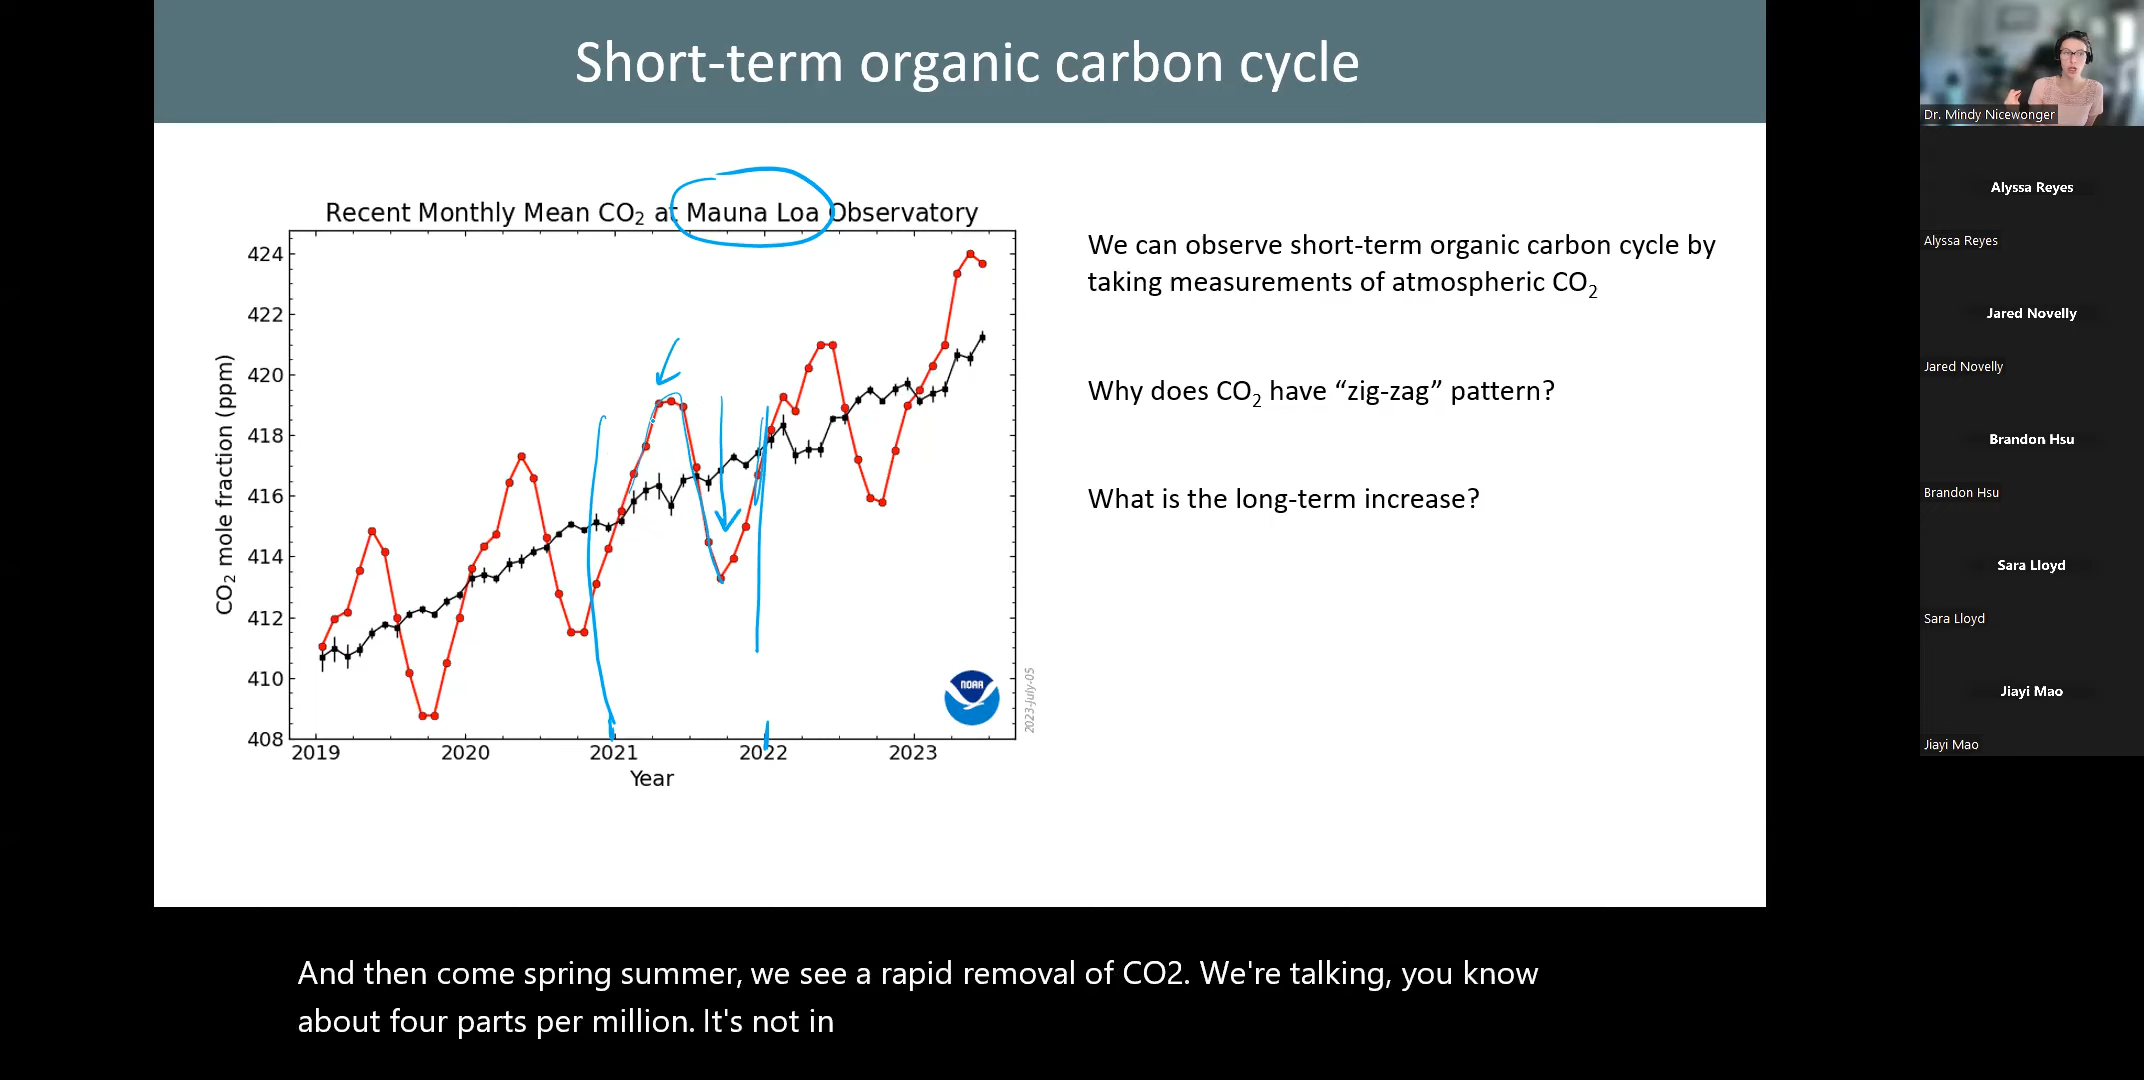 Short-term organic carbon cycle
Recent Monthly Mean CO₂ at Mauna Loa Observatory
424
422
420
418
416
414
412
410
408
CO₂ mole fraction (ppm)
2019 2020 2021 2022 2023
Year
NOAA
2023-July-05
We can observe short-term organic carbon cycle by
taking measurements of atmospheric CO₂
Why does CO₂ have “zig-zag” pattern?
What is the long-term increase?
And then come spring summer, we see a rapid removal of CO2. We're talking, you know
about four parts per million. It's not in
Dr. Mindy Nicewonger
Alyssa Reyes
Alyssa Reyes
Jared Novelly
Jared Novelly
Brandon Hsu
Brandon Hsu
Sara Lloyd
Sara Lloyd
Jiayi Mao
Jiayi Mao